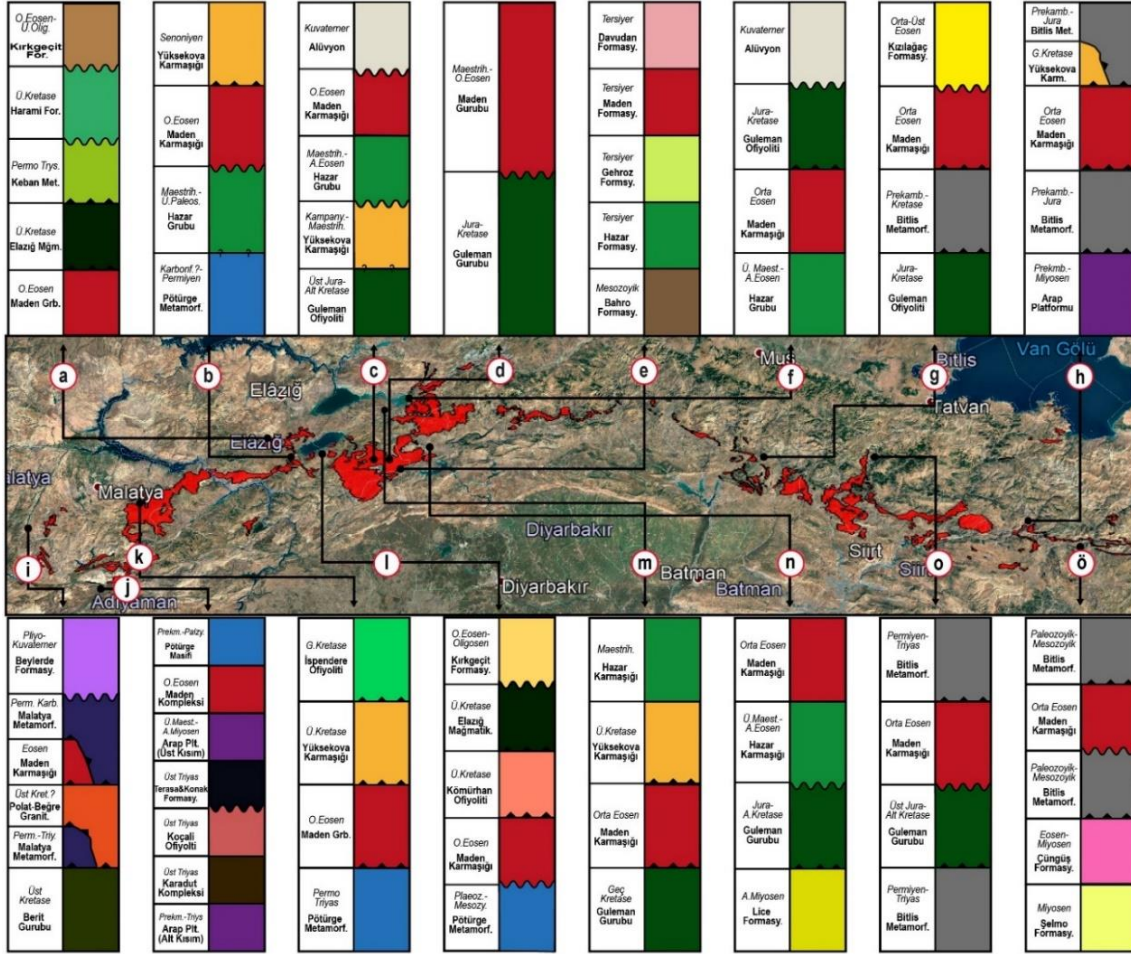 O.Eosen-
Ü.Olig.
Kırkgeçit
For.
Ü.Kretase
Harami For.
Permo Trys.
Keban Met.
Ü.Kretase
Elazığ Mğm.
O.Eosen
Maden Grb.
Senoniyen
Yüksekova
Karmaşığı
O.Eosen
Maden
Karmaşığı
Maestrih.-
Ü.Paleos.
Hazar
Grubu
Karbonf.?-
Permiyen
Pötürge
Metamorf.
? ?
Kuvaterner
Alüvyon
O.Eosen
Maden
Karmaşığı
Maestrih.-
A.Eosen
Hazar
Grubu
Kampany.-
Maestrih.
Yüksekova
Karmaşığı
? ?
Üst Jura-
Alt Kretase
Guleman
Ofiyoliti
Maestrih.-
O.Eosen
Maden
Gurubu
Jura-
Kretase
Guleman
Gurubu
Tersiyer
Davudan
Formasy.
Tersiyer
Maden
Formasy.
Tersiyer
Gehroz
Formsy.
Tersiyer
Hazar
Formasy.
Mesozoyik
Bahro
Formasy.
Kuvaterner
Alüvyon
Jura-
Kretase
Guleman
Ofiyoliti
Orta
Eosen
Maden
Karmaşığı
Ü. Maest.-
A.Eosen
Hazar
Grubu
Orta-Üst
Eosen
Kızılağaç
Formasy.
Orta
Eosen
Maden
Karmaşığı
Prekamb.-
Kretase
Bitlis
Metamorf.
Jura-
Kretase
Guleman
Ofiyoliti
Prekamb.-
Jura
Bitlis Met.
G.Kretase
Yüksekova
Karm.
Orta
Eosen
Maden
Karmaşığı
Prekamb.-
Jura
Bitlis
Metamorf.
Prekmb.-
Miyosen
Arap
Platformu
a b c d e f g h
Elâzığ
Muş
Bitlis
Van Gölü
Tatvan
Elâzığ
alatya
Malatya
Diyarbakır
Siirt
Siirt
i k j l m n o ö
Adıyaman
Diyarbakır
Batman
Batman
Pliyo-
Kuvaterner
Beylerde
Formasy.
Perm. Karb.
Malatya
Metamorf.
Eosen
Maden
Karmaşığı
Üst Kret.?
Polat-Beğre
Granit.
Perm.-Triy.
Malatya
Metamorf.
Üst
Kretase
Berit
Gurubu
Prekm.-Palzy.
Pötürge
Masifi
O.Eosen
Maden
Kompleksi
Ü.Maest.-
A.Miyosen
Arap Plt.
(Üst Kısım)
Üst Triyas
Terasa&Konak
Formasy.
Üst Triyas
Koçali
Ofiyolti
Üst Triyas
Karadut
Kompleksi
Prekm.-Triys
Arap Plt.
(Alt Kısım)
G.Kretase
İspendere
Ofiyoliti
Ü.Kretase
Yüksekova
Karmaşığı
O.Eosen
Maden Grb.
Permo
Triyas
Pötürge
Metamorf.
O.Eosen-
Oligosen
Kırkgeçit
Formasy.
Ü.Kretase
Elazığ
Mağmatik.
Ü.Kretase
Kömürhan
Ofiyoliti
O.Eosen
Maden
Karmaşığı
Plaeoz.-
Mesozy.
Pötürge
Metamorf.
Maestrih.
Hazar
Karmaşığı
Ü.Kretase
Yüksekova
Karmaşığı
Orta Eosen
Maden
Karmaşığı
Geç
Kretase
Guleman
Gurubu
Orta Eosen
Maden
Karmaşığı
Ü.Maest.-
A.Eosen
Hazar
Karmaşığı
Jura-
A.Kretase
Guleman
Gurubu
A.Miyosen
Lice
Formasy.
Permiyen-
Triyas
Bitlis
Metamorf.
Orta Eosen
Maden
Karmaşığı
Üst Jura-
Alt Kretase
Guleman
Gurubu
Permiyen-
Triyas
Bitlis
Metamorf.
Paleozoyik-
Mesozoyik
Bitlis
Metamorf.
Orta Eosen
Maden
Karmaşığı
Paleozoyik-
Mesozoyik
Bitlis
Metamorf.
Eosen-
Miyosen
Çüngüş
Formasy.
Miyosen
Şelmo
Formasy.